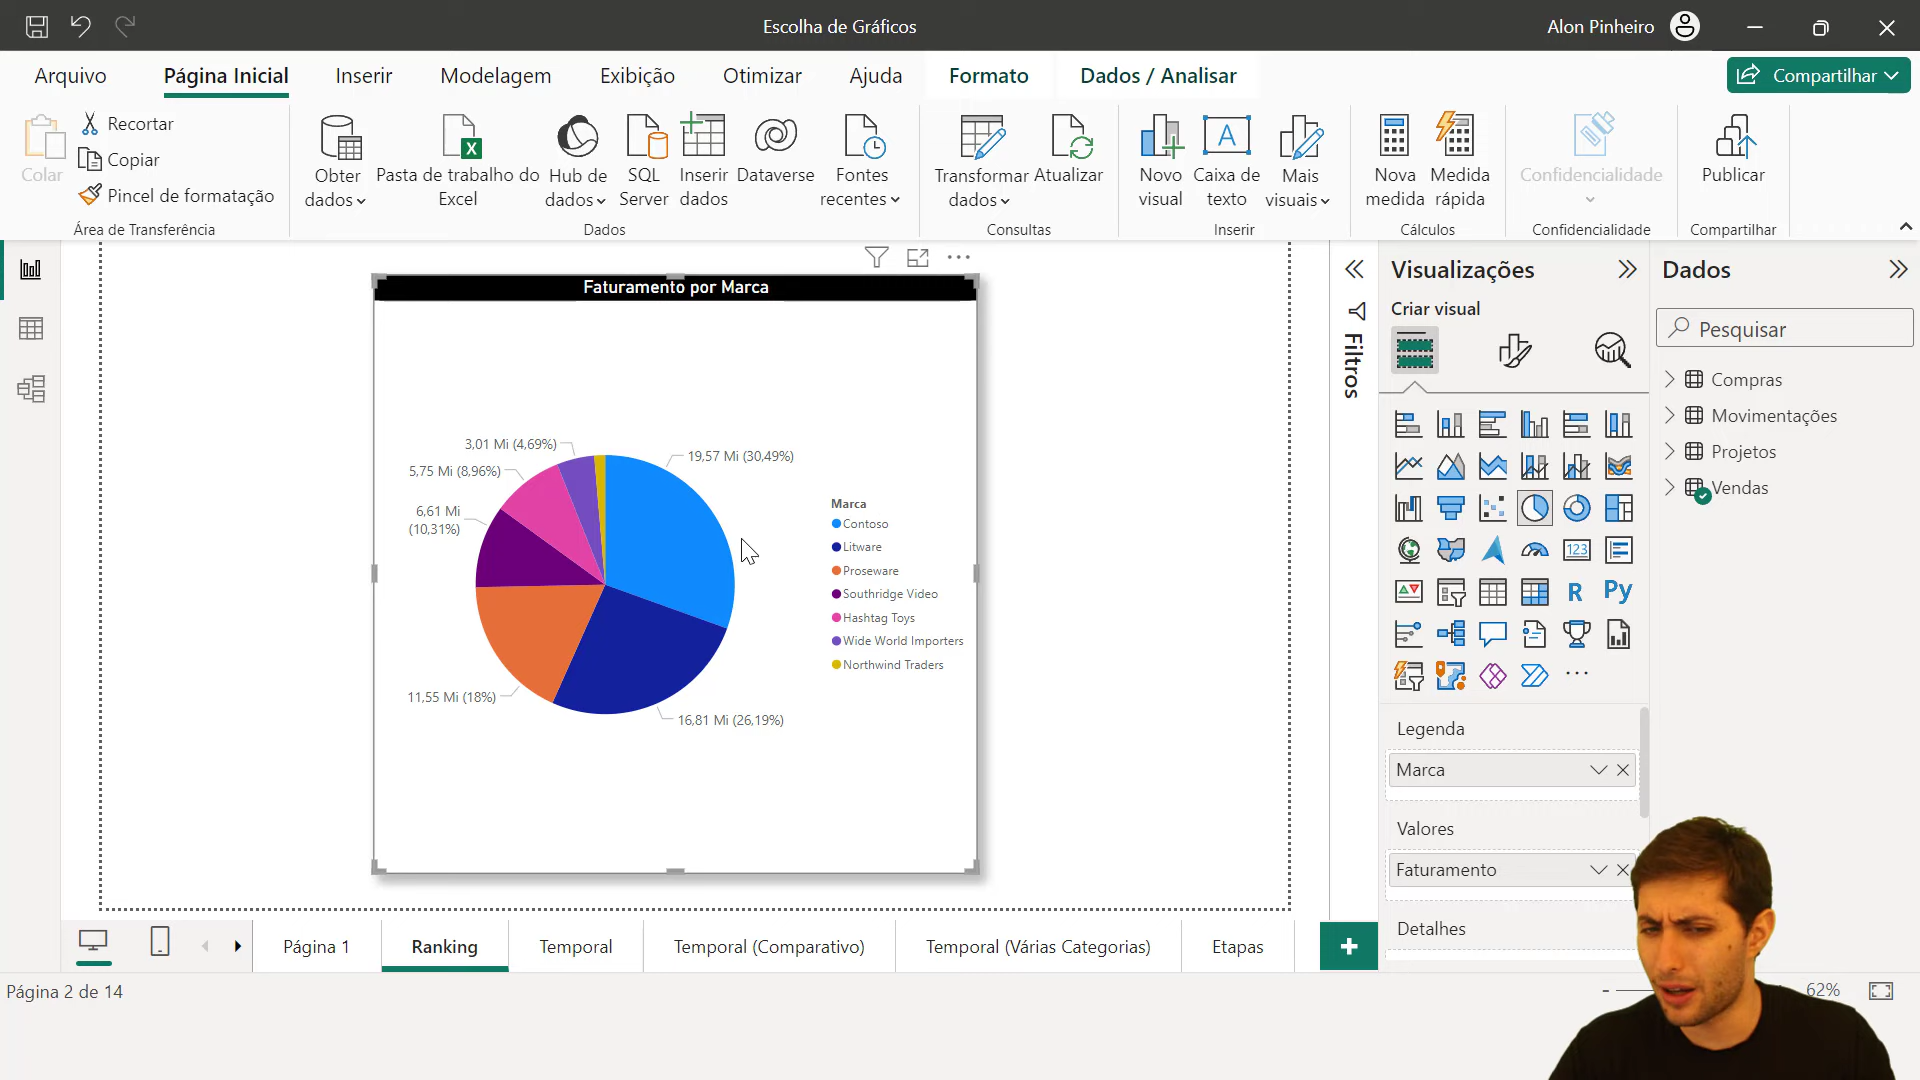 Escolha de Gráficos
Alon Pinheiro
Arquivo
Página Inicial
Inserir
Modelagem
Exibição
Otimizar
Ajuda
Formato
Dados / Analisar
Compartilhar
Colar
Recortar
Copiar
Pincel de formatação
Área de Transferência
Obter
dados
Pasta de trabalho do
Excel
Hub de
dados
SQL
Server
Inserir
dados
Dataverse
Fontes
recentes
Dados
Transformar
dados
Atualizar
Consultas
Novo
visual
Caixa de
texto
Mais
visuais
Inserir
Nova
medida
Medida
rápida
Cálculos
Confidencialidade
Confidencialidade
Publicar
Compartilhar
Faturamento por Marca
3,01 Mi (4,69%)
5,75 Mi (8,96%)
6,61 Mi
(10,31%)
11,55 Mi (18%)
19,57 Mi (30,49%)
16,81 Mi (26,19%)
Marca
Contoso
Litware
Proseware
Southridge Video
Hashtag Toys
Wide World Importers
Northwind Traders
Filtros
Visualizações
Criar visual
123
R
Py
Legenda
Marca
Valores
Faturamento
Detalhes
Dados
Pesquisar
Compras
Movimentações
Projetos
Vendas
Página 1
Ranking
Temporal
Temporal (Comparativo)
Temporal (Várias Categorias)
Etapas
Página 2 de 14
62%